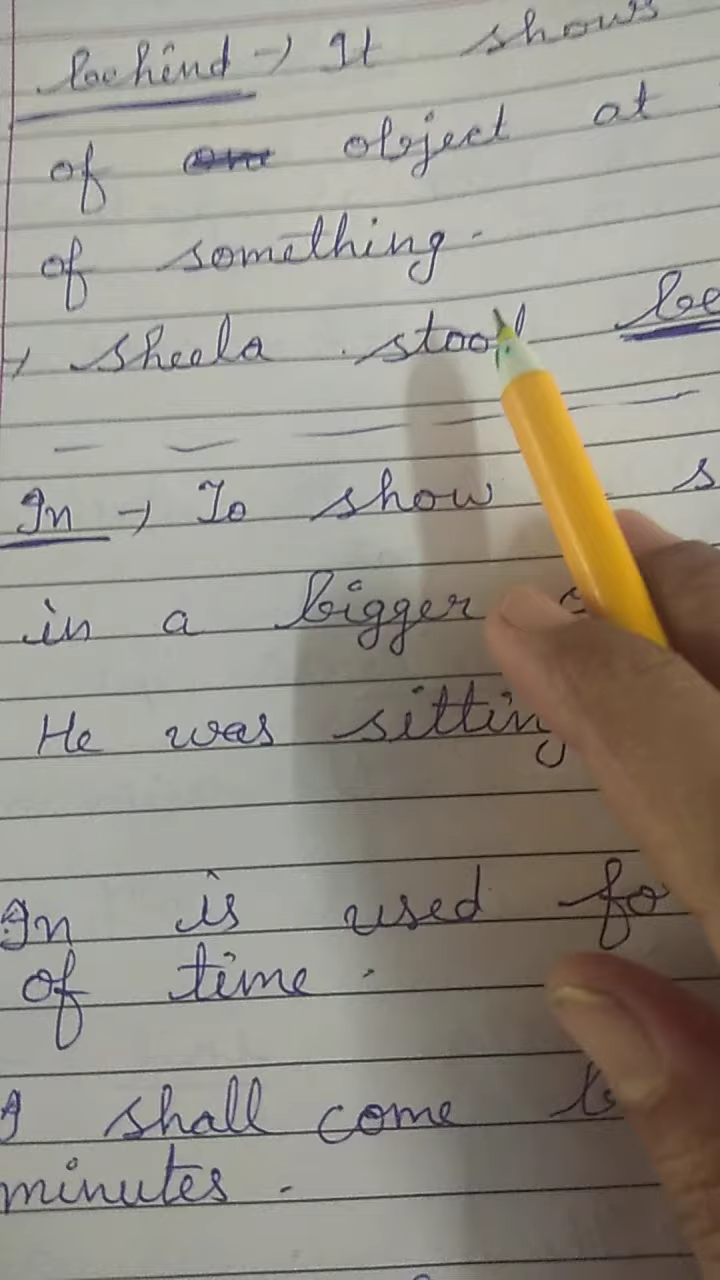 behind → It shows
of object at
of something.
→ Sheela stood
In → To show
in a bigger
He was sitting
In is used
of time.
I shall come
minutes.